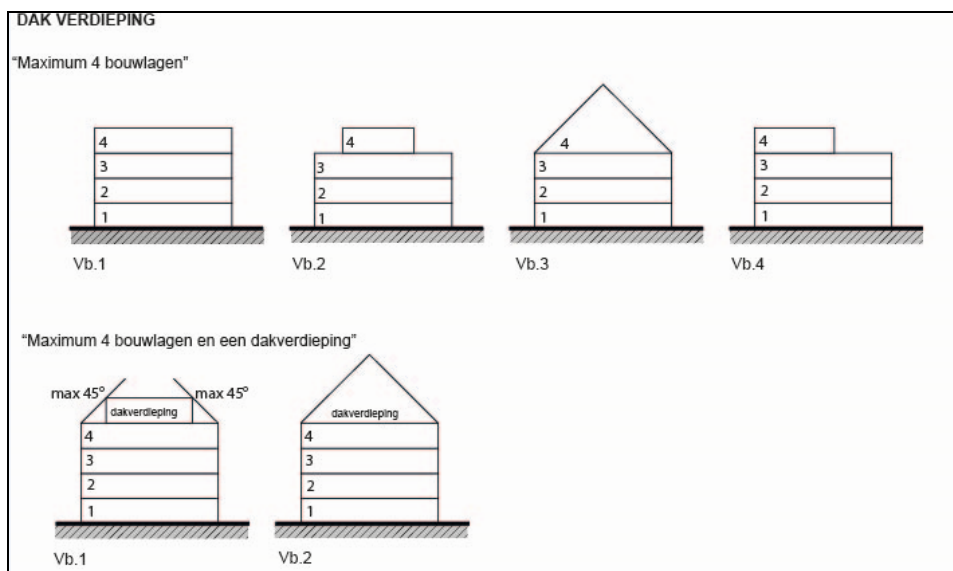 DAK VERDIEPING
"Maximum 4 bouwlagen"
4
3
2
1
Vb.1
4
3
2
1
Vb.2
4
3
2
1
Vb.3
4
3
2
1
Vb.4
"Maximum 4 bouwlagen en een dakverdieping"
max 45° max 45°
dakverdieping
4
3
2
1
Vb.1
dakverdieping
4
3
2
1
Vb.2